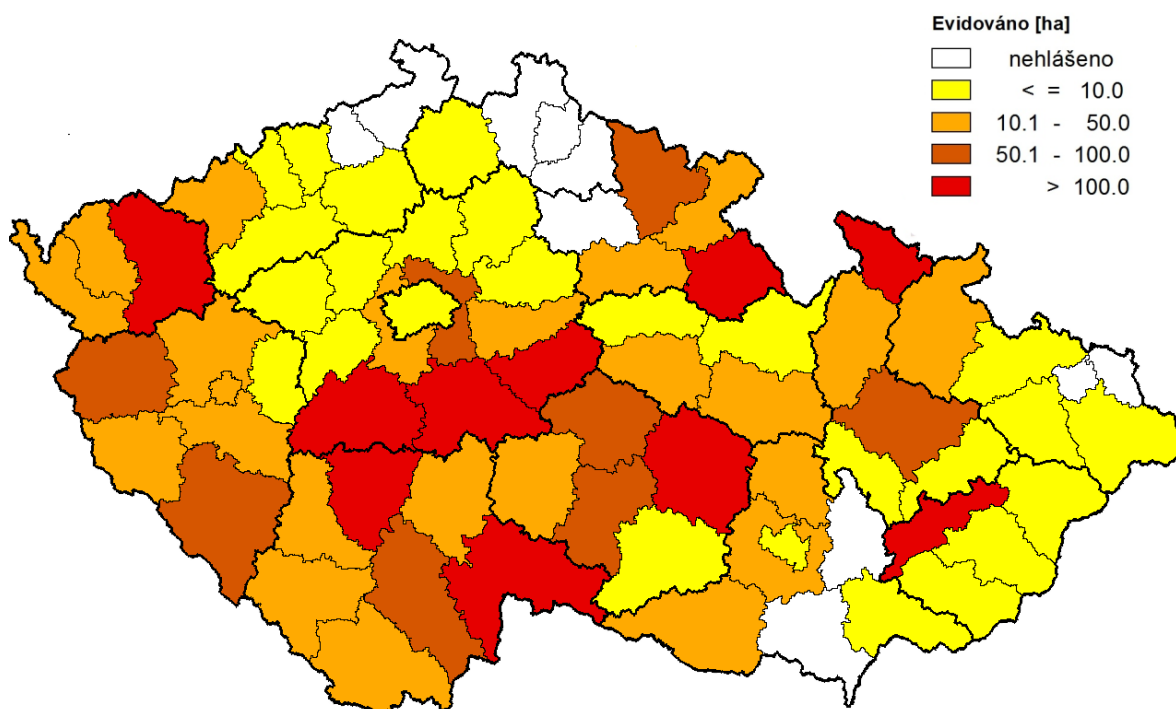 Evidováno [ha]
nehlášeno
< = 10.0
10.1 - 50.0
50.1 - 100.0
> 100.0